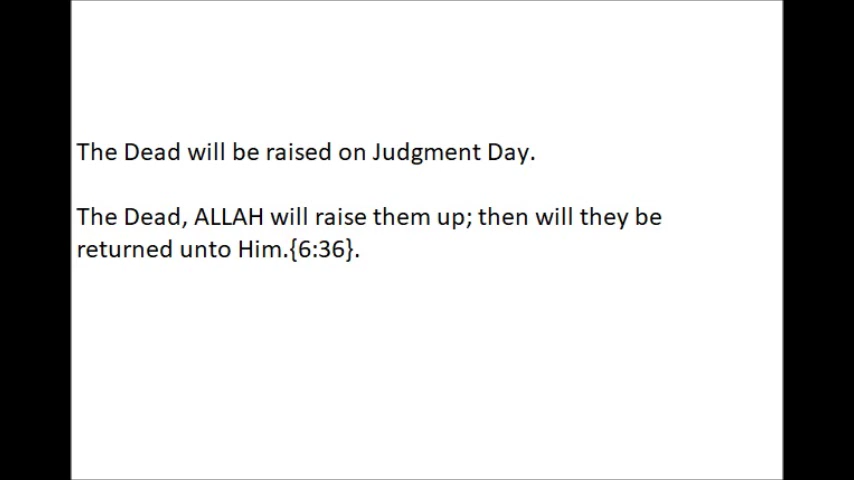 The Dead will be raised on Judgment Day.
The Dead, ALLAH will raise them up; then will they be
returned unto Him.{6:36}.